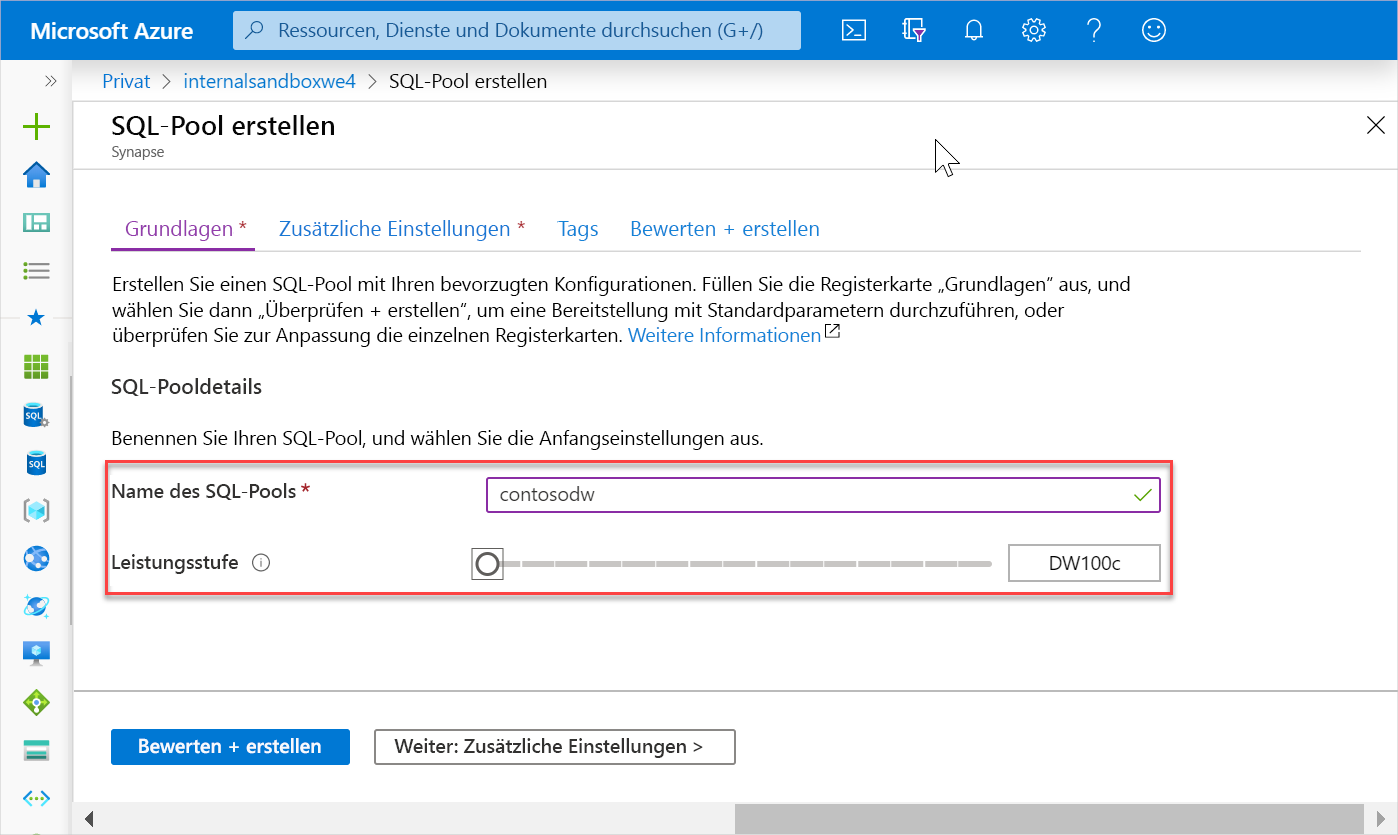 Microsoft Azure
Ressourcen, Dienste und Dokumente durchsuchen (G+/)
Privat > internalsandboxwe4 > SQL-Pool erstellen
SQL-Pool erstellen
Synapse
Grundlagen * Zusätzliche Einstellungen * Tags Bewerten + erstellen
Erstellen Sie einen SQL-Pool mit Ihren bevorzugten Konfigurationen. Füllen Sie die Registerkarte „Grundlagen“ aus, und
wählen Sie dann „Überprüfen + erstellen“, um eine Bereitstellung mit Standardparametern durchzuführen, oder
überprüfen Sie zur Anpassung die einzelnen Registerkarten. Weitere Informationen
SQL-Pooldetails
Benennen Sie Ihren SQL-Pool, und wählen Sie die Anfangseinstellungen aus.
SQL
SQL
Name des SQL-Pools * contosodw
Leistungsstufe DW100c
Bewerten + erstellen Weiter: Zusätzliche Einstellungen >